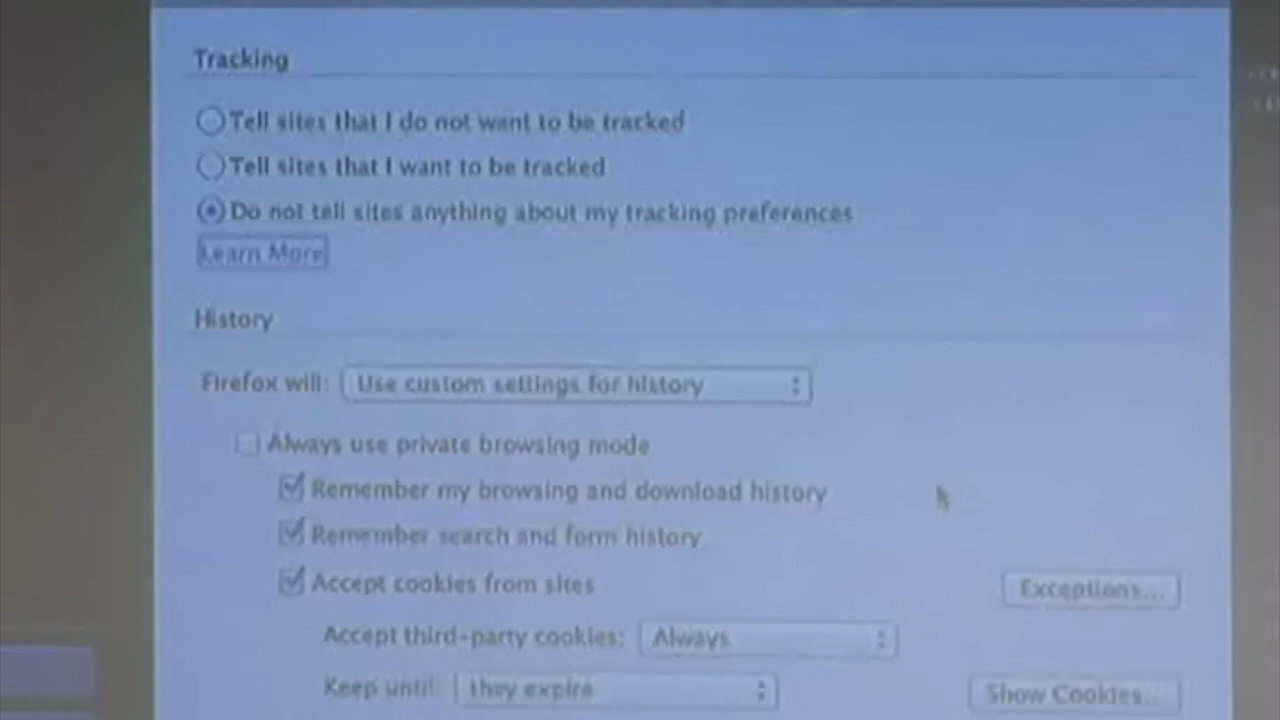 Tracking
Tell sites that I do not want to be tracked
Tell sites that I want to be tracked
Do not tell sites anything about my tracking preferences
Learn More
History
Firefox will: Use custom settings for history
Always use private browsing mode
Remember my browsing and download history
Remember search and form history
Accept cookies from sites Exceptions...
Accept third-party cookies: Always
Keep until: they expire Show Cookies...